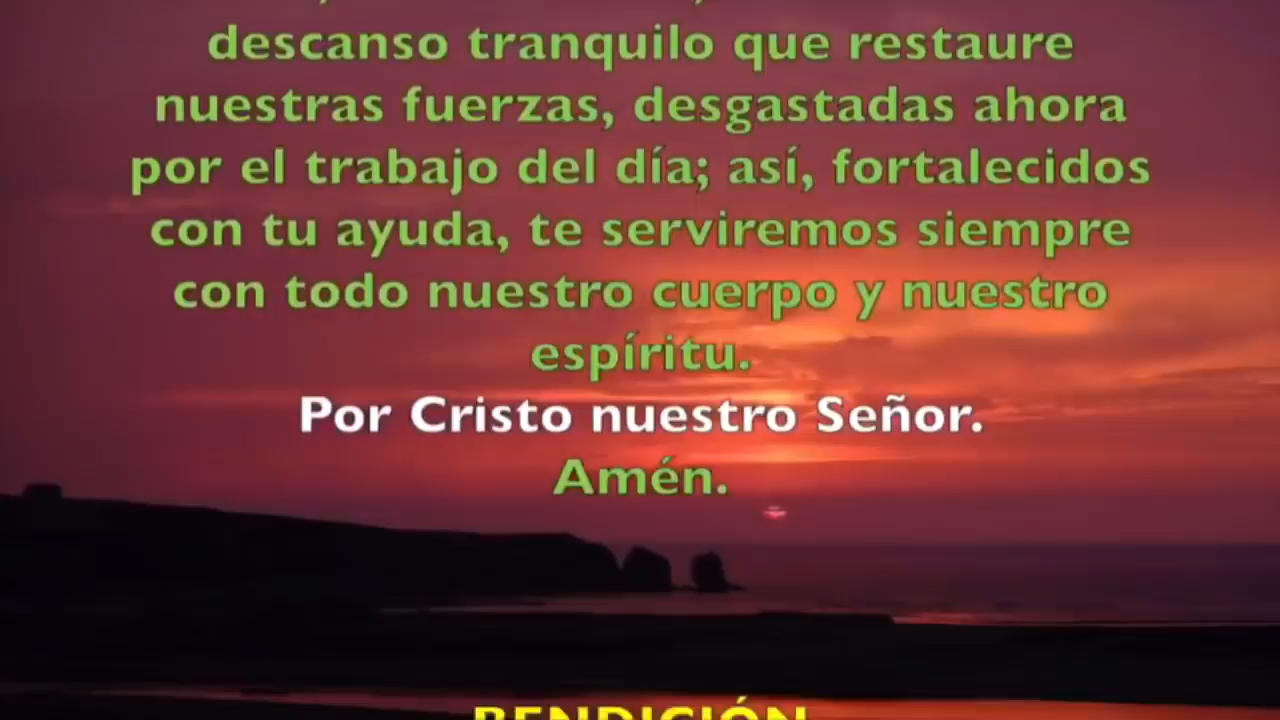 descanso tranquilo que restaure
nuestras fuerzas, desgastadas ahora
por el trabajo del día; así, fortalecidos
con tu ayuda, te serviremos siempre
con todo nuestro cuerpo y nuestro
espíritu.
Por Cristo nuestro Señor.
Amén.
BENDICIÓN